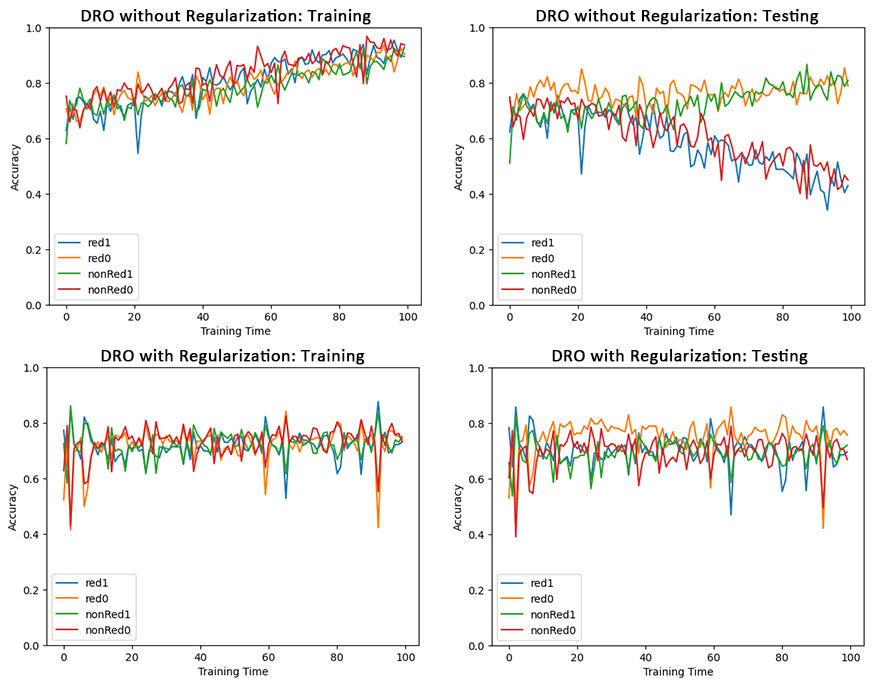 DRO without Regularization: Training
1.0
0.8
0.6
0.4
0.2
0.0
Accuracy
red1
red0
nonRed1
nonRed0
0 20 40 60 80 100
Training Time
DRO without Regularization: Testing
1.0
0.8
0.6
0.4
0.2
0.0
Accuracy
red1
red0
nonRed1
nonRed0
0 20 40 60 80 100
Training Time
DRO with Regularization: Training
1.0
0.8
0.6
0.4
0.2
0.0
Accuracy
red1
red0
nonRed1
nonRed0
0 20 40 60 80 100
Training Time
DRO with Regularization: Testing
1.0
0.8
0.6
0.4
0.2
0.0
Accuracy
red1
red0
nonRed1
nonRed0
0 20 40 60 80 100
Training Time